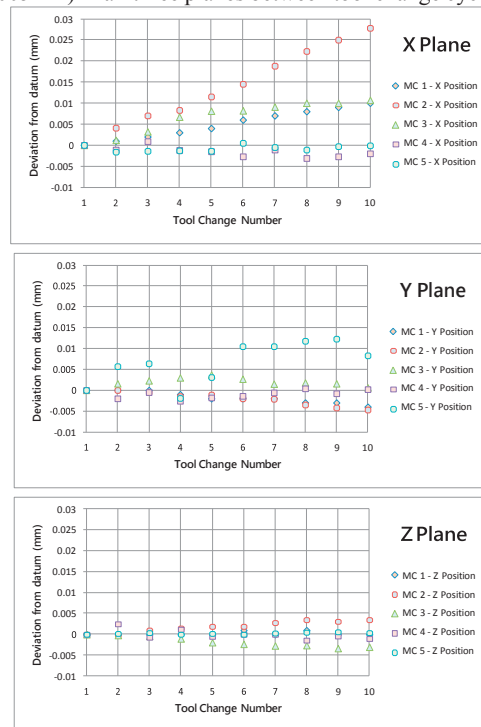 X Plane
Deviation from datum (mm)
0.03
0.025
0.02
0.015
0.01
0.005
0
-0.005
-0.01
1 2 3 4 5 6 7 8 9 10
Tool Change Number
MC 1 - X Position
MC 2 - X Position
MC 3 - X Position
MC 4 - X Position
MC 5 - X Position
Y Plane
Deviation from datum (mm)
0.03
0.025
0.02
0.015
0.01
0.005
0
-0.005
-0.01
1 2 3 4 5 6 7 8 9 10
Tool Change Number
MC 1 - Y Position
MC 2 - Y Position
MC 3 - Y Position
MC 4 - Y Position
MC 5 - Y Position
Z Plane
Deviation from datum (mm)
0.03
0.025
0.02
0.015
0.01
0.005
0
-0.005
-0.01
1 2 3 4 5 6 7 8 9 10
Tool Change Number
MC 1 - Z Position
MC 2 - Z Position
MC 3 - Z Position
MC 4 - Z Position
MC 5 - Z Position